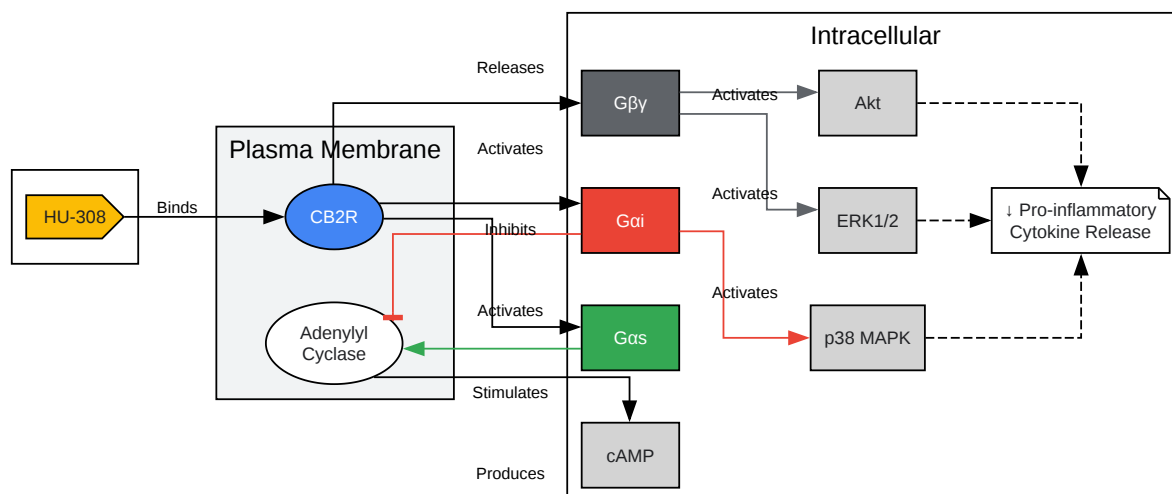 Intracellular
Releases
Gβγ
Activates
Akt
Plasma Membrane
Activates
HU-308
Binds
CB2R
Gαi
Activates
ERK1/2
↓ Pro-inflammatory
Cytokine Release
Inhibits
Activates
Activates
Adenylyl
Cyclase
Gαs
p38 MAPK
Stimulates
cAMP
Produces